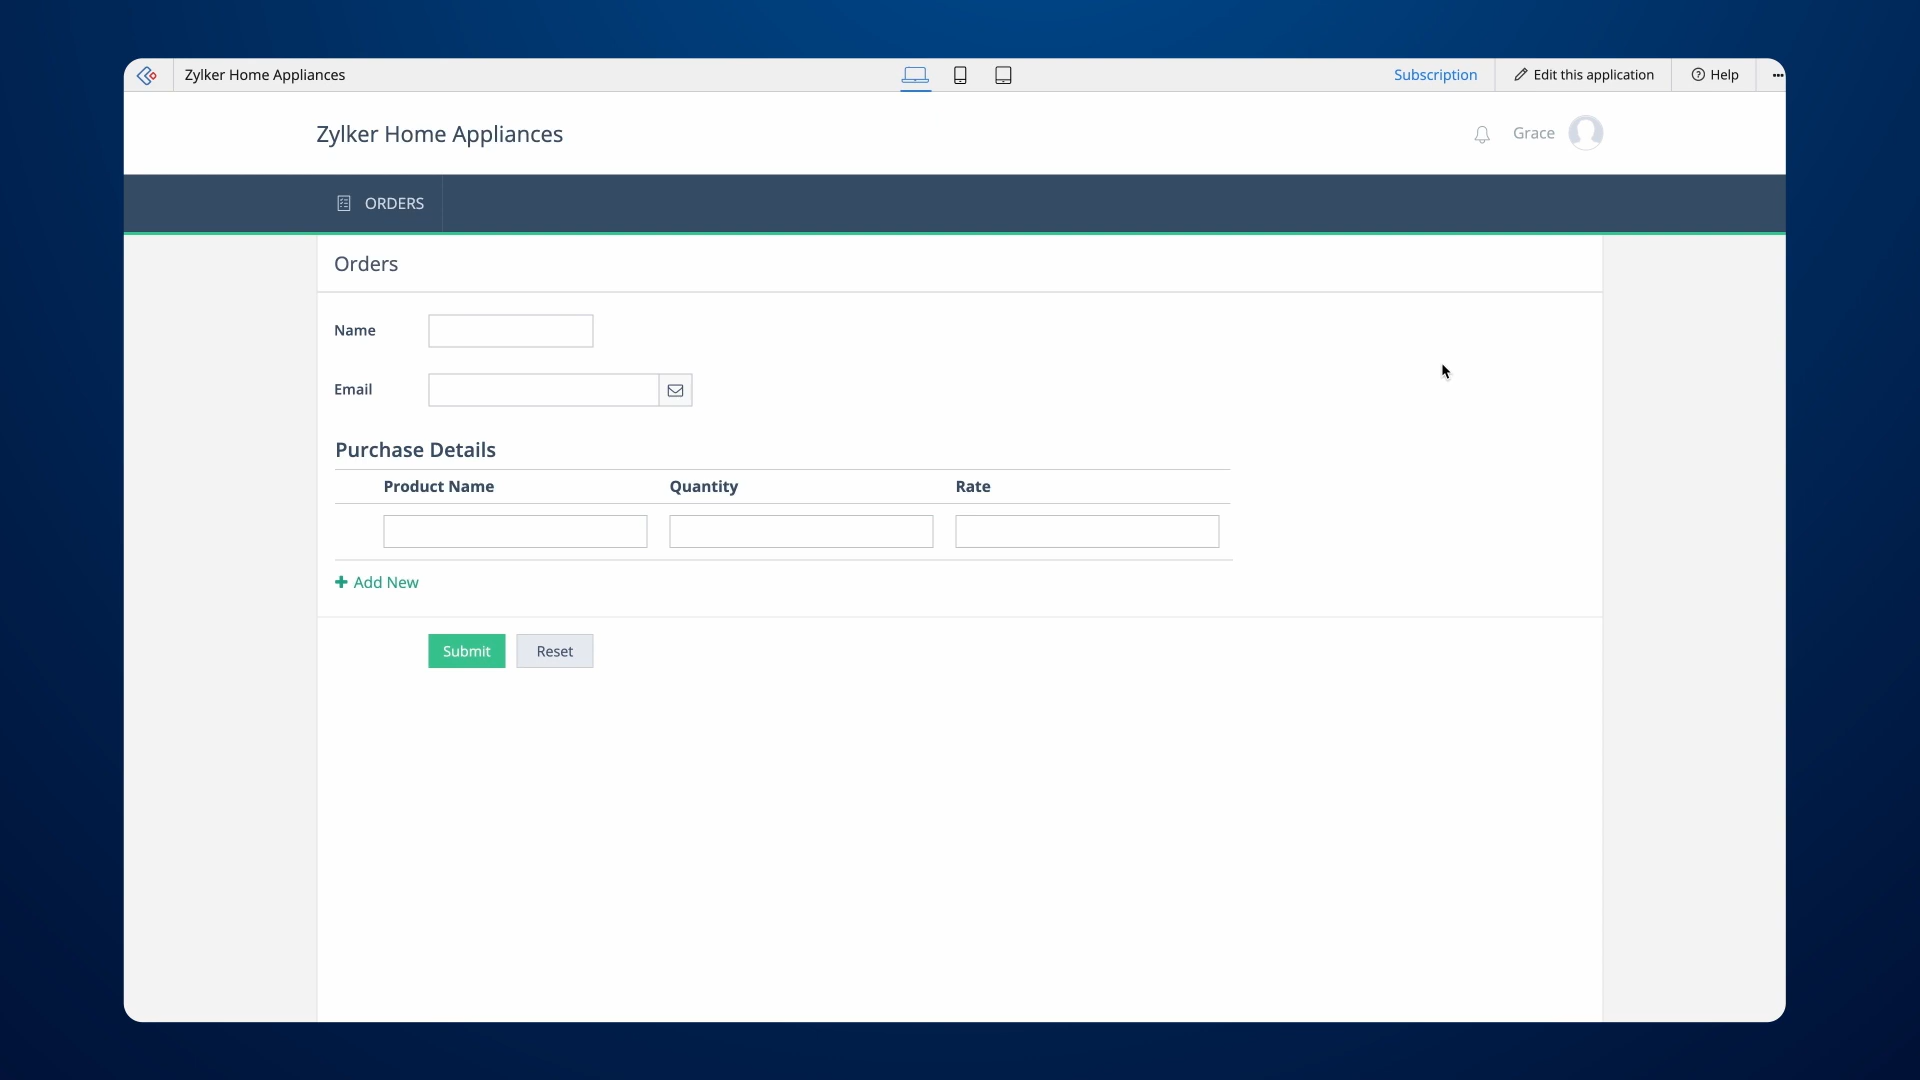 Zylker Home Appliances Subscription Edit this application Help
Zylker Home Appliances Grace
ORDERS
Orders
Name
Email
Purchase Details
Product Name Quantity Rate
Add New
Submit Reset